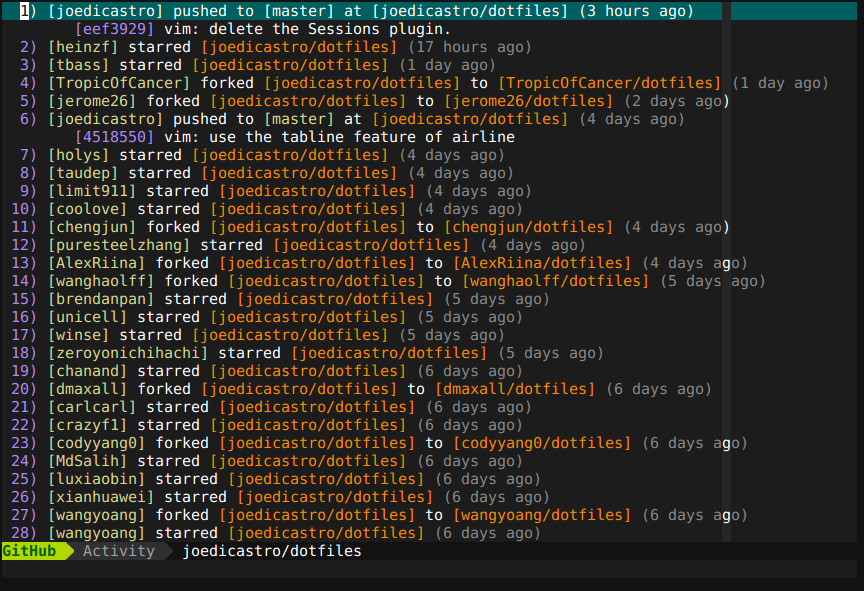 1) [joedicastro] pushed to [master] at [joedicastro/dotfiles] (3 hours ago)
[eef3929] vim: delete the Sessions plugin.
2) [heinzf] starred [joedicastro/dotfiles] (17 hours ago)
3) [tbass] starred [joedicastro/dotfiles] (1 day ago)
4) [TropicOfCancer] forked [joedicastro/dotfiles] to [TropicOfCancer/dotfiles] (1 day ago)
5) [jerome26] forked [joedicastro/dotfiles] to [jerome26/dotfiles] (2 days ago)
6) [joedicastro] pushed to [master] at [joedicastro/dotfiles] (4 days ago)
[4518550] vim: use the tabline feature of airline
7) [holys] starred [joedicastro/dotfiles] (4 days ago)
8) [taudep] starred [joedicastro/dotfiles] (4 days ago)
9) [limit911] starred [joedicastro/dotfiles] (4 days ago)
10) [coolove] starred [joedicastro/dotfiles] (4 days ago)
11) [chengjun] forked [joedicastro/dotfiles] to [chengjun/dotfiles] (4 days ago)
12) [puresteelzhang] starred [joedicastro/dotfiles] (4 days ago)
13) [AlexRiina] forked [joedicastro/dotfiles] to [AlexRiina/dotfiles] (4 days ago)
14) [wanghaolff] forked [joedicastro/dotfiles] to [wanghaolff/dotfiles] (5 days ago)
15) [brendanpan] starred [joedicastro/dotfiles] (5 days ago)
16) [unicell] starred [joedicastro/dotfiles] (5 days ago)
17) [winse] starred [joedicastro/dotfiles] (5 days ago)
18) [zeroyonichihachi] starred [joedicastro/dotfiles] (5 days ago)
19) [chanand] starred [joedicastro/dotfiles] (6 days ago)
20) [dmaxall] forked [joedicastro/dotfiles] to [dmaxall/dotfiles] (6 days ago)
21) [carlcarl] starred [joedicastro/dotfiles] (6 days ago)
22) [crazyf1] starred [joedicastro/dotfiles] (6 days ago)
23) [codyyang0] forked [joedicastro/dotfiles] to [codyyang0/dotfiles] (6 days ago)
24) [MdSalih] starred [joedicastro/dotfiles] (6 days ago)
25) [luxiaobin] starred [joedicastro/dotfiles] (6 days ago)
26) [xianhuawei] starred [joedicastro/dotfiles] (6 days ago)
27) [wangyoang] forked [joedicastro/dotfiles] to [wangyoang/dotfiles] (6 days ago)
28) [wangyoang] starred [joedicastro/dotfiles] (6 days ago)
GitHub Activity joedicastro/dotfiles